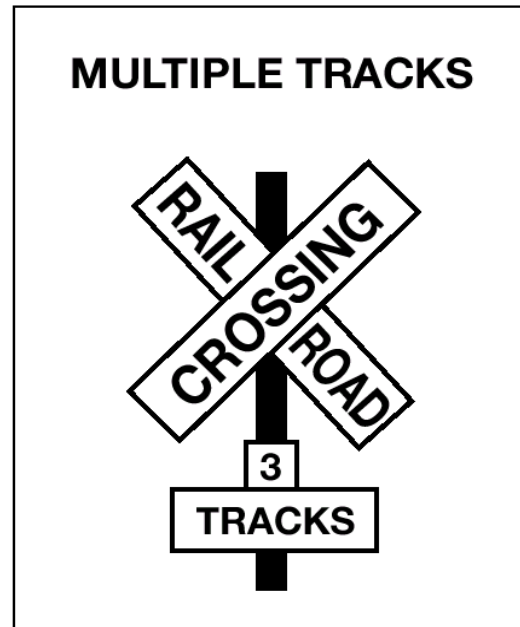 MULTIPLE TRACKS
RAIL ROAD
CROSSING
3
TRACKS